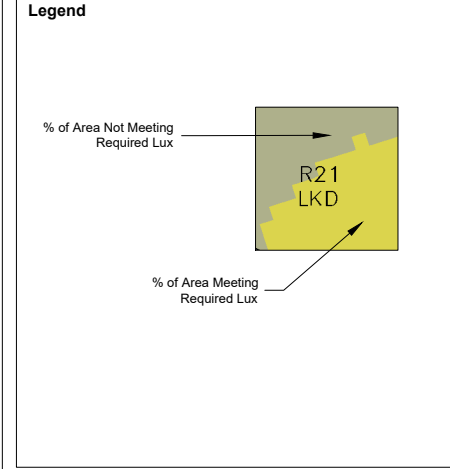 Legend
% of Area Not Meeting
Required Lux
R21
LKD
% of Area Meeting
Required Lux